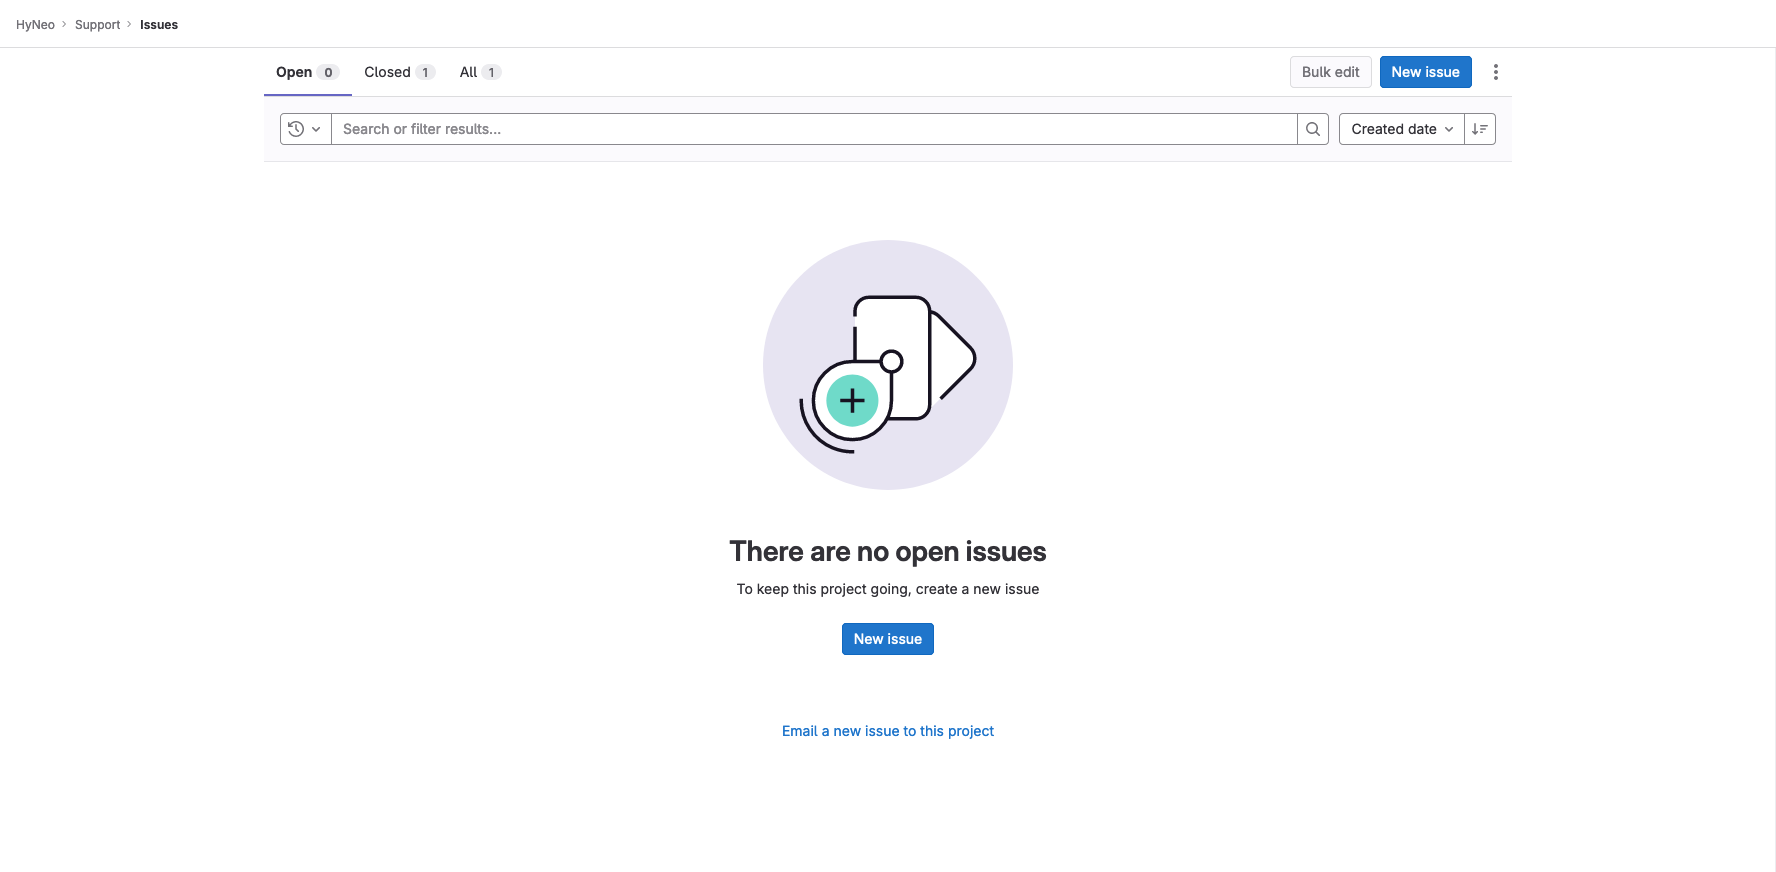 HyNeo > Support > Issues
Open 0 Closed 1 All 1 Bulk edit New issue
Search or filter results... Created date
There are no open issues
To keep this project going, create a new issue
New issue
Email a new issue to this project